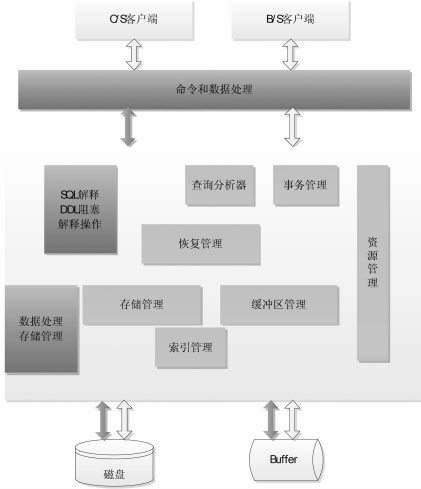 C/S客户端
B/S客户端
命令和数据处理
SQL解释
DDL阻塞
解释操作
查询分析器
事务管理
恢复管理
资源管理
数据处理
存储管理
存储管理
缓冲区管理
索引管理
磁盘
Buffer